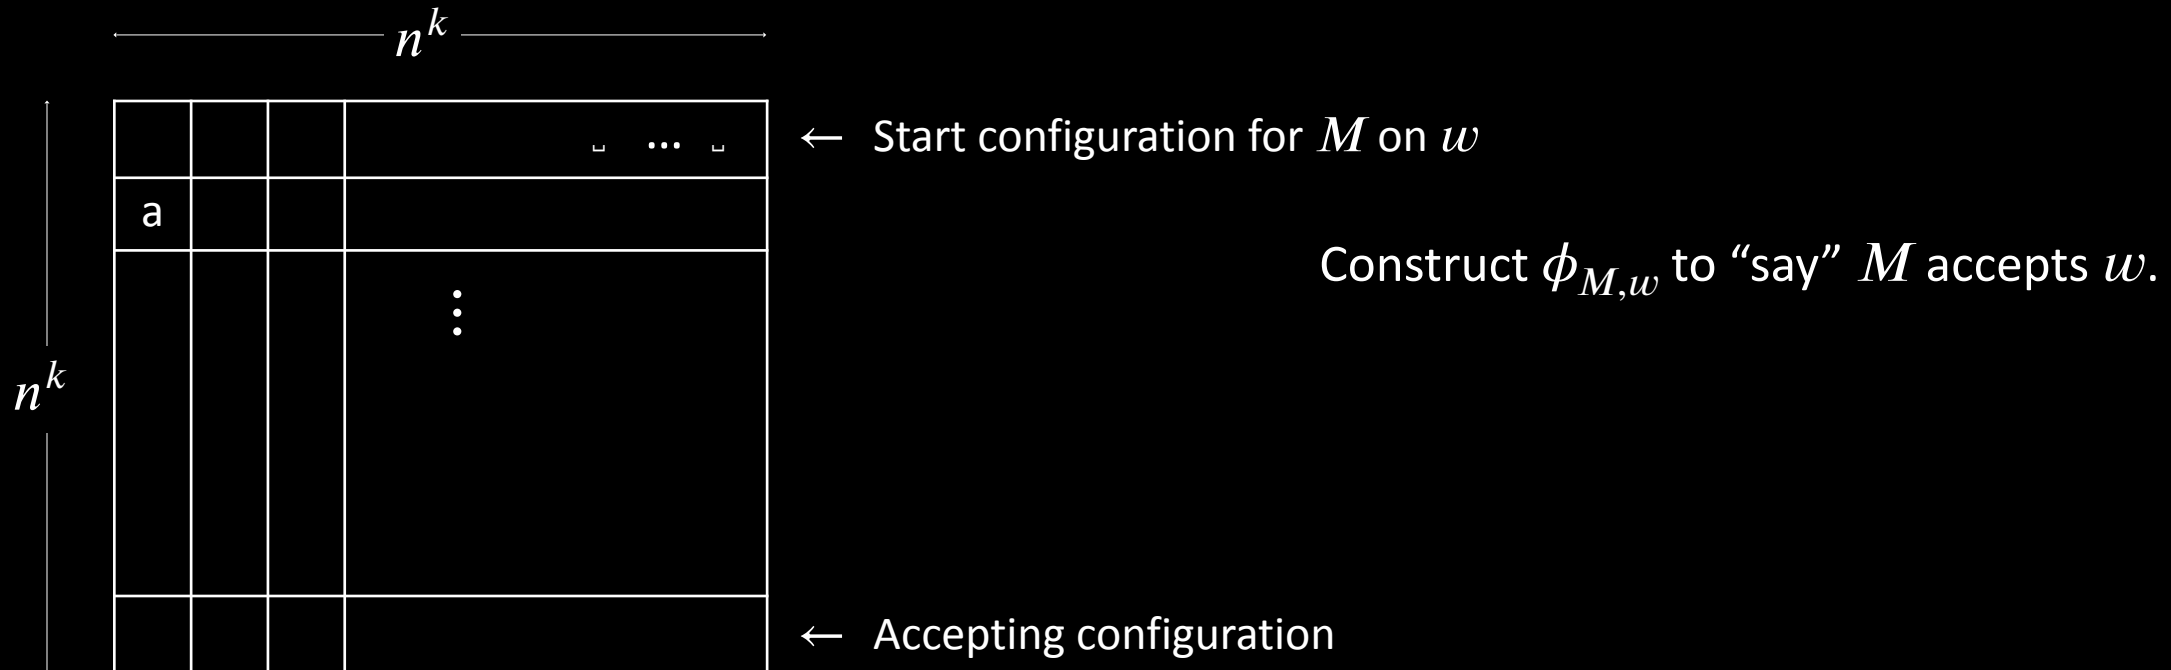 n^k
␣ ... ␣ ← Start configuration for M on w
a
Construct ϕ_{M,w} to “say” M accepts w.
⋮
n^k
← Accepting configuration